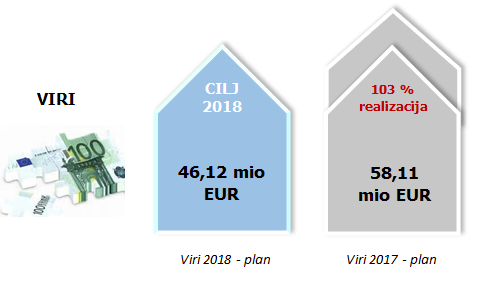 VIRI
CILJ
2018
46,12 mio
EUR
Viri 2018 - plan
103 %
realizacija
58,11
mio EUR
Viri 2017 - plan
100